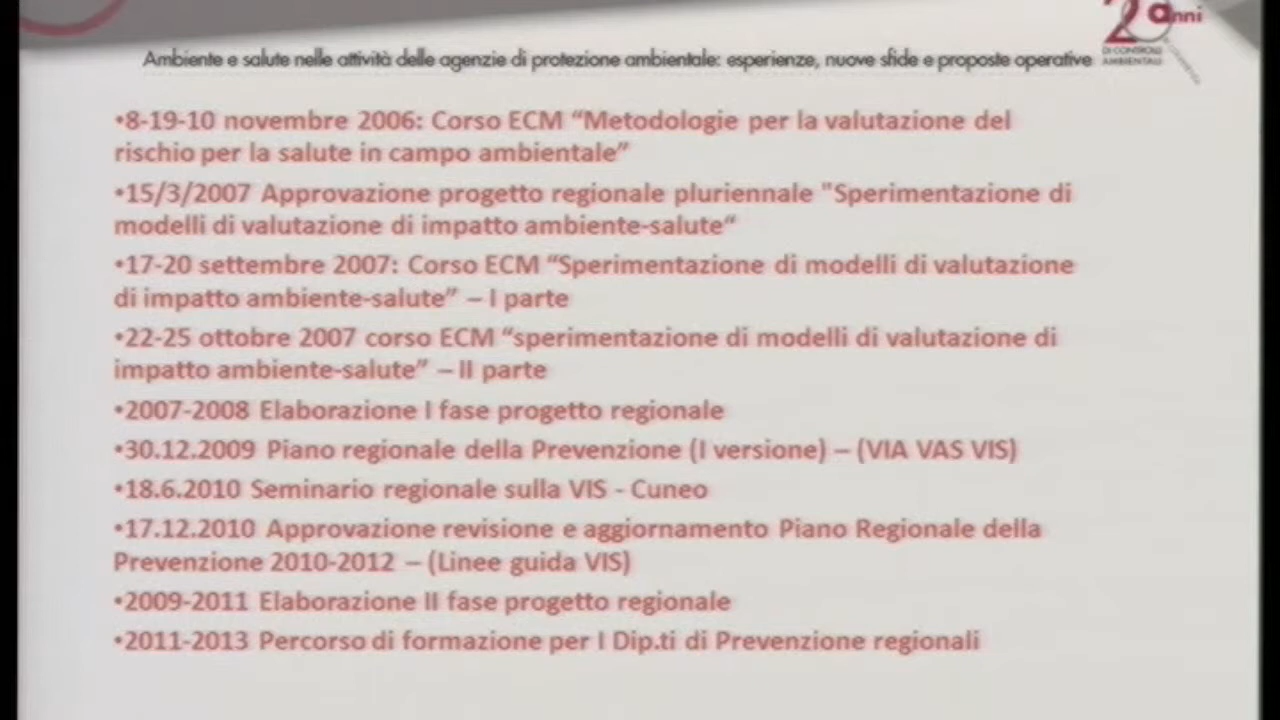 20 anni
DI CONTROLLI
AMBIENTALI
Ambiente e salute nelle attività delle agenzie di protezione ambientale: esperienze, nuove sfide e proposte operative
•8-19-10 novembre 2006: Corso ECM “Metodologie per la valutazione del
rischio per la salute in campo ambientale”
•15/3/2007 Approvazione progetto regionale pluriennale "Sperimentazione di
modelli di valutazione di impatto ambiente-salute“
•17-20 settembre 2007: Corso ECM “Sperimentazione di modelli di valutazione
di impatto ambiente-salute” – I parte
•22-25 ottobre 2007 corso ECM “sperimentazione di modelli di valutazione di
impatto ambiente-salute” – II parte
•2007-2008 Elaborazione I fase progetto regionale
•30.12.2009 Piano regionale della Prevenzione (I versione) – (VIA VAS VIS)
•18.6.2010 Seminario regionale sulla VIS - Cuneo
•17.12.2010 Approvazione revisione e aggiornamento Piano Regionale della
Prevenzione 2010-2012 – (Linee guida VIS)
•2009-2011 Elaborazione II fase progetto regionale
•2011-2013 Percorso di formazione per I Dip.ti di Prevenzione regionali